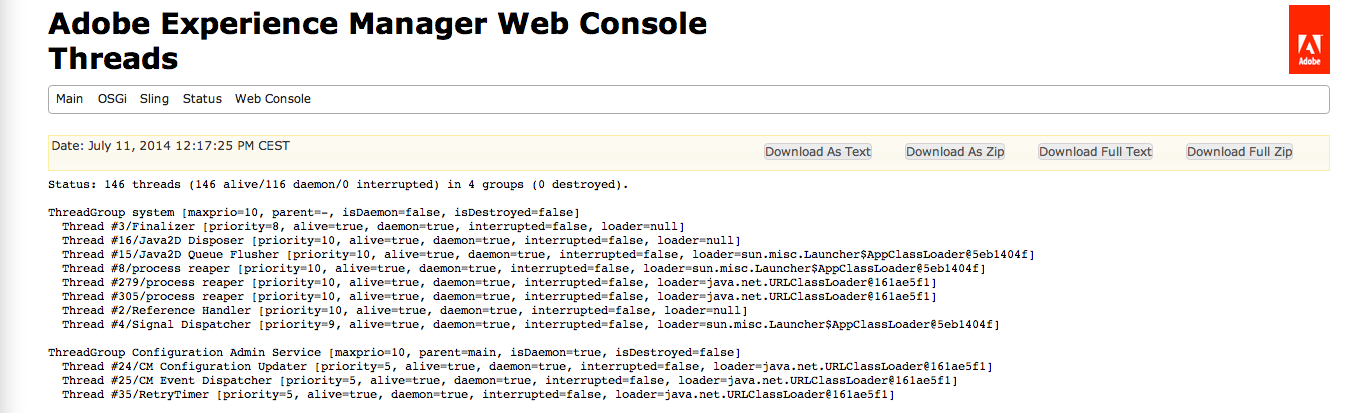 Adobe Experience Manager Web Console
Threads
Adobe
Main OSGi Sling Status Web Console
Date: July 11, 2014 12:17:25 PM CEST
Download As Text Download As Zip Download Full Text Download Full Zip
Status: 146 threads (146 alive/116 daemon/0 interrupted) in 4 groups (0 destroyed).
ThreadGroup system [maxprio=10, parent=-, isDaemon=false, isDestroyed=false]
Thread #3/Finalizer [priority=8, alive=true, daemon=true, interrupted=false, loader=null]
Thread #16/Java2D Disposer [priority=10, alive=true, daemon=true, interrupted=false, loader=null]
Thread #15/Java2D Queue Flusher [priority=10, alive=true, daemon=true, interrupted=false, loader=sun.misc.Launcher$AppClassLoader@5eb1404f]
Thread #8/process reaper [priority=10, alive=true, daemon=true, interrupted=false, loader=sun.misc.Launcher$AppClassLoader@5eb1404f]
Thread #279/process reaper [priority=10, alive=true, daemon=true, interrupted=false, loader=java.net.URLClassLoader@161ae5f1]
Thread #305/process reaper [priority=10, alive=true, daemon=true, interrupted=false, loader=java.net.URLClassLoader@161ae5f1]
Thread #2/Reference Handler [priority=10, alive=true, daemon=true, interrupted=false, loader=null]
Thread #4/Signal Dispatcher [priority=9, alive=true, daemon=true, interrupted=false, loader=sun.misc.Launcher$AppClassLoader@5eb1404f]
ThreadGroup Configuration Admin Service [maxprio=10, parent=main, isDaemon=true, isDestroyed=false]
Thread #24/CM Configuration Updater [priority=5, alive=true, daemon=true, interrupted=false, loader=java.net.URLClassLoader@161ae5f1]
Thread #25/CM Event Dispatcher [priority=5, alive=true, daemon=true, interrupted=false, loader=java.net.URLClassLoader@161ae5f1]
Thread #35/RetryTimer [priority=5, alive=true, daemon=true, interrupted=false, loader=java.net.URLClassLoader@161ae5f1]